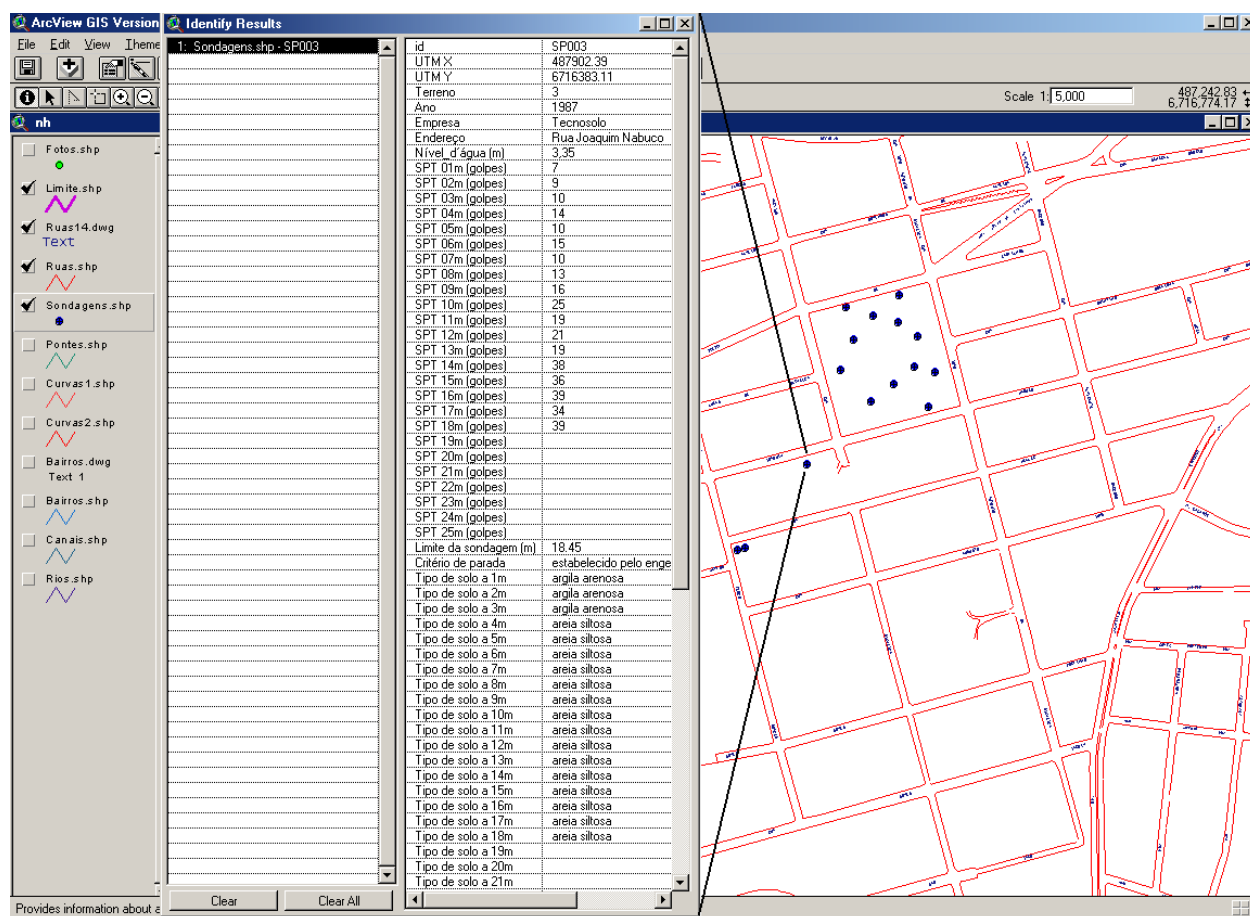 ArcView GIS Version
File Edit View Theme
Scale 1: 5,000
487,242.83
6,716,774.17
nh
Fotos.shp
Limite.shp
Ruas14.dwg
Text
Ruas.shp
Sondagens.shp
Pontes.shp
Curvas1.shp
Curvas2.shp
Bairros.dwg
Text 1
Bairros.shp
Canais.shp
Rios.shp
Identify Results
1: Sondagens.shp - SP003
id SP003
UTM X 487902.39
UTM Y 6716383.11
Terreno 3
Ano 1987
Empresa Tecnosolo
Endereço Rua Joaquim Nabuco
Nível_d'água (m) 3,35
SPT 01m (golpes) 7
SPT 02m (golpes) 9
SPT 03m (golpes) 10
SPT 04m (golpes) 14
SPT 05m (golpes) 10
SPT 06m (golpes) 15
SPT 07m (golpes) 10
SPT 08m (golpes) 13
SPT 09m (golpes) 16
SPT 10m (golpes) 25
SPT 11m (golpes) 19
SPT 12m (golpes) 21
SPT 13m (golpes) 19
SPT 14m (golpes) 38
SPT 15m (golpes) 36
SPT 16m (golpes) 39
SPT 17m (golpes) 34
SPT 18m (golpes) 39
SPT 19m (golpes)
SPT 20m (golpes)
SPT 21m (golpes)
SPT 22m (golpes)
SPT 23m (golpes)
SPT 24m (golpes)
SPT 25m (golpes)
Limite da sondagem (m) 18.45
Critério de parada estabelecido pelo enge
Tipo de solo a 1m argila arenosa
Tipo de solo a 2m argila arenosa
Tipo de solo a 3m argila arenosa
Tipo de solo a 4m areia siltosa
Tipo de solo a 5m areia siltosa
Tipo de solo a 6m areia siltosa
Tipo de solo a 7m areia siltosa
Tipo de solo a 8m areia siltosa
Tipo de solo a 9m areia siltosa
Tipo de solo a 10m areia siltosa
Tipo de solo a 11m areia siltosa
Tipo de solo a 12m areia siltosa
Tipo de solo a 13m areia siltosa
Tipo de solo a 14m areia siltosa
Tipo de solo a 15m areia siltosa
Tipo de solo a 16m areia siltosa
Tipo de solo a 17m areia siltosa
Tipo de solo a 18m areia siltosa
Tipo de solo a 19m
Tipo de solo a 20m
Tipo de solo a 21m
Clear Clear All
Provides information about a